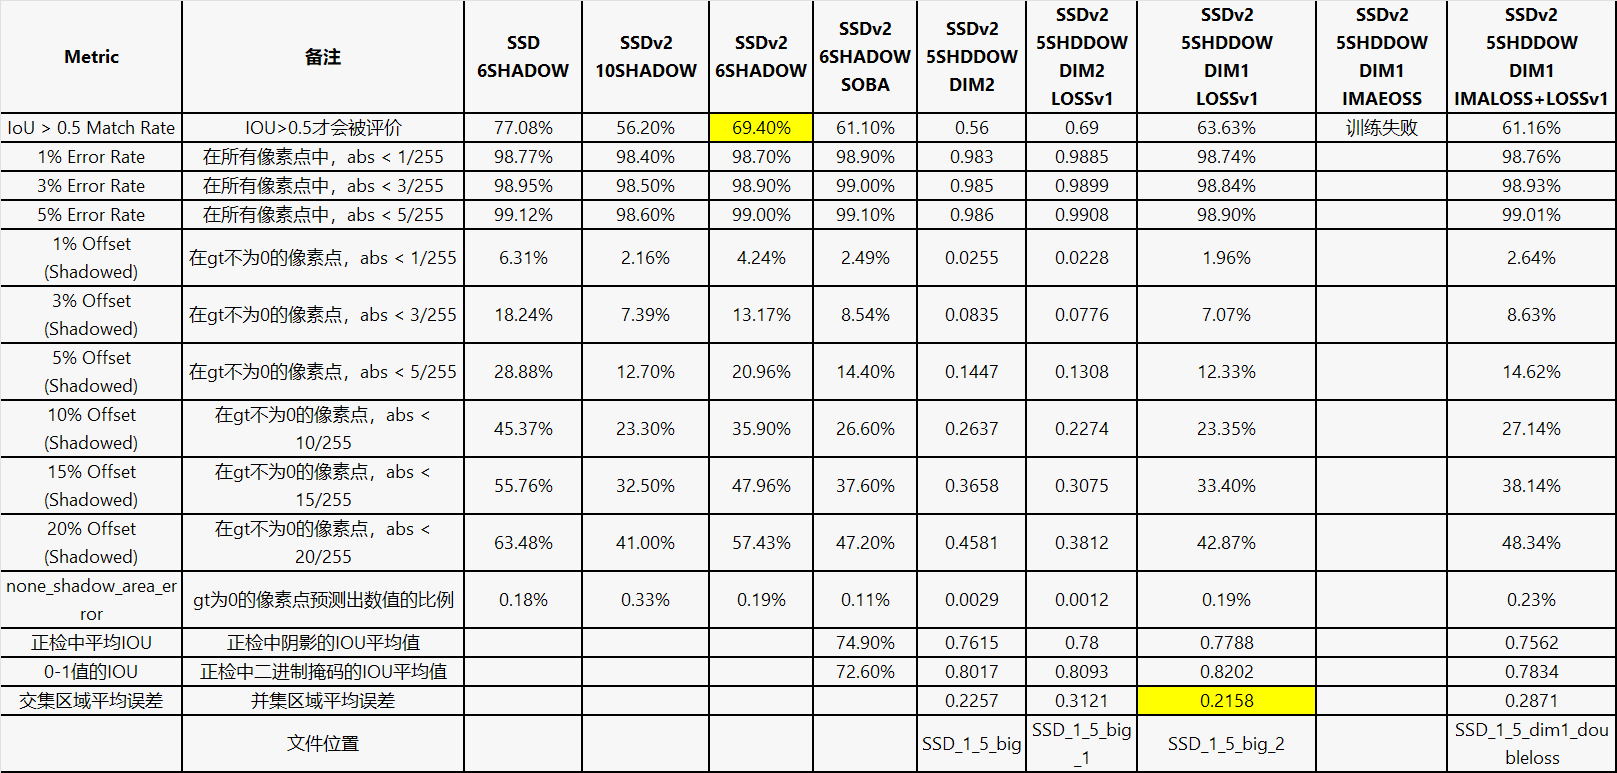 Metric 备注 SSD 6SHADOW SSDv2 10SHADOW SSDv2 6SHADOW SSDv2 6SHADOW SOBA SSDv2 5SHDDOW DIM2 SSDv2 5SHDDOW DIM2 LOSSv1 SSDv2 5SHDDOW DIM1 LOSSv1 SSDv2 5SHDDOW DIM1 IMAEOSS SSDv2 5SHDDOW DIM1 IMALOSS+LOSSv1
IoU > 0.5 Match Rate IOU>0.5才会被评价 77.08% 56.20% 69.40% 61.10% 0.56 0.69 63.63% 训练失败 61.16%
1% Error Rate 在所有像素点中，abs < 1/255 98.77% 98.40% 98.70% 98.90% 0.983 0.9885 98.74% 98.76%
3% Error Rate 在所有像素点中，abs < 3/255 98.95% 98.50% 98.90% 99.00% 0.985 0.9899 98.84% 98.93%
5% Error Rate 在所有像素点中，abs < 5/255 99.12% 98.60% 99.00% 99.10% 0.986 0.9908 98.90% 99.01%
1% Offset (Shadowed) 在gt不为0的像素点，abs < 1/255 6.31% 2.16% 4.24% 2.49% 0.0255 0.0228 1.96% 2.64%
3% Offset (Shadowed) 在gt不为0的像素点，abs < 3/255 18.24% 7.39% 13.17% 8.54% 0.0835 0.0776 7.07% 8.63%
5% Offset (Shadowed) 在gt不为0的像素点，abs < 5/255 28.88% 12.70% 20.96% 14.40% 0.1447 0.1308 12.33% 14.62%
10% Offset (Shadowed) 在gt不为0的像素点，abs < 10/255 45.37% 23.30% 35.90% 26.60% 0.2637 0.2274 23.35% 27.14%
15% Offset (Shadowed) 在gt不为0的像素点，abs < 15/255 55.76% 32.50% 47.96% 37.60% 0.3658 0.3075 33.40% 38.14%
20% Offset (Shadowed) 在gt不为0的像素点，abs < 20/255 63.48% 41.00% 57.43% 47.20% 0.4581 0.3812 42.87% 48.34%
none_shadow_area_error gt为0的像素点预测出数值的比例 0.18% 0.33% 0.19% 0.11% 0.0029 0.0012 0.19% 0.23%
正检中平均IOU 正检中阴影的IOU平均值 74.90% 0.7615 0.78 0.7788 0.7562
0-1值的IOU 正检中二进制掩码的IOU平均值 72.60% 0.8017 0.8093 0.8202 0.7834
交集区域平均误差 并集区域平均误差 0.2257 0.3121 0.2158 0.2871
文件位置 SSD_1_5_big SSD_1_5_big_1 SSD_1_5_big_2 SSD_1_5_dim1_doubleloss